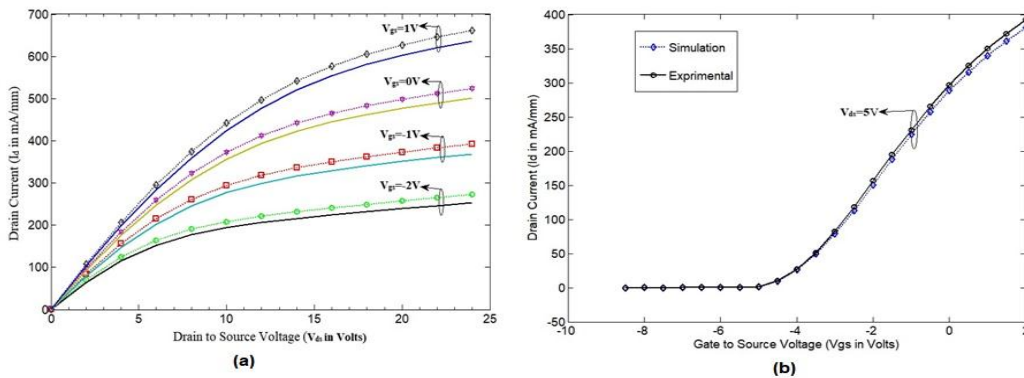 700
600
500
400
300
200
100
0
0
5
10
15
20
25
Drain Current (Id in mA/mm)
Drain to Source Voltage (Vds in Volts)
Vgs=1V
Vgs=0V
Vgs=-1V
Vgs=-2V
(a)
400
350
300
250
200
150
100
50
0
-50
-10
-8
-6
-4
-2
0
2
Drain Current (Id in mA/mm)
Gate to Source Voltage (Vgs in Volts)
Simulation
Exprimental
Vds=5V
(b)